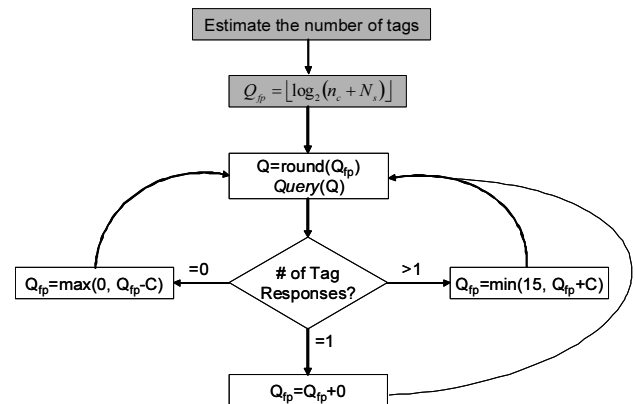 Estimate the number of tags
Q_fp = ⌊log₂(n_c + N_s)⌋
Q=round(Q_fp)
Query(Q)
=0
# of Tag
Responses?
>1
Q_fp=max(0, Q_fp-C)
Q_fp=min(15, Q_fp+C)
=1
Q_fp=Q_fp+0